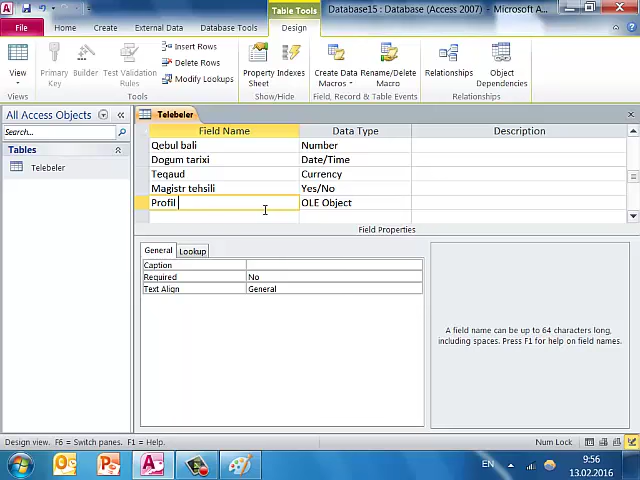 Table Tools
Database15 : Database (Access 2007) - Microsoft A...
File Home Create External Data Database Tools Design
View
Primary Key
Builder
Test Validation Rules
Insert Rows
Delete Rows
Modify Lookups
Property Sheet
Indexes
Create Data Macros
Rename/Delete Macro
Relationships
Object Dependencies
Views Tools Show/Hide Field, Record & Table Events Relationships
All Access Objects
Search...
Tables
Telebeler
Telebeler
Field Name Data Type Description
Qebul bali Number
Dogum tarixi Date/Time
Teqaud Currency
Magistr tehsili Yes/No
Profil OLE Object
Field Properties
General Lookup
Caption
Required No
Text Align General
A field name can be up to 64 characters long, including spaces. Press F1 for help on field names.
Design view. F6 = Switch panes. F1 = Help.
Num Lock
EN
9:56
13.02.2016